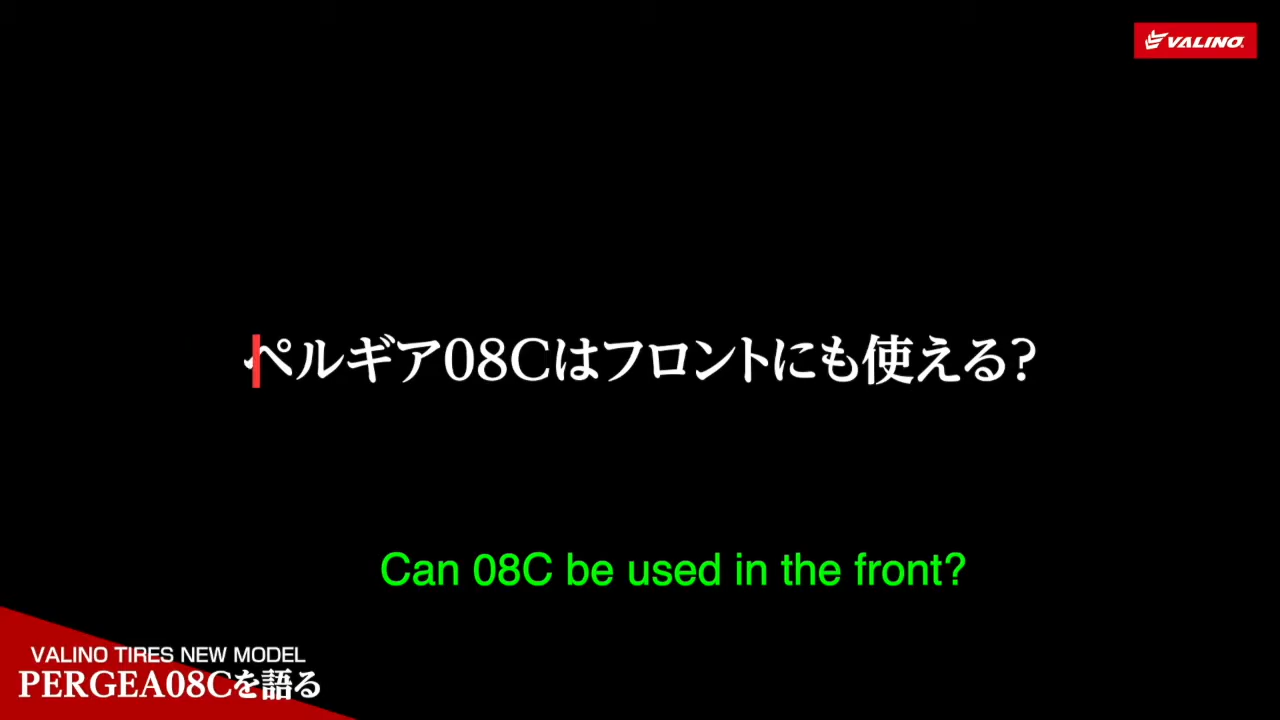 VALINO
ペルギア08Cはフロントにも使える?
Can 08C be used in the front?
VALINO TIRES NEW MODEL
PERGEA08Cを語る